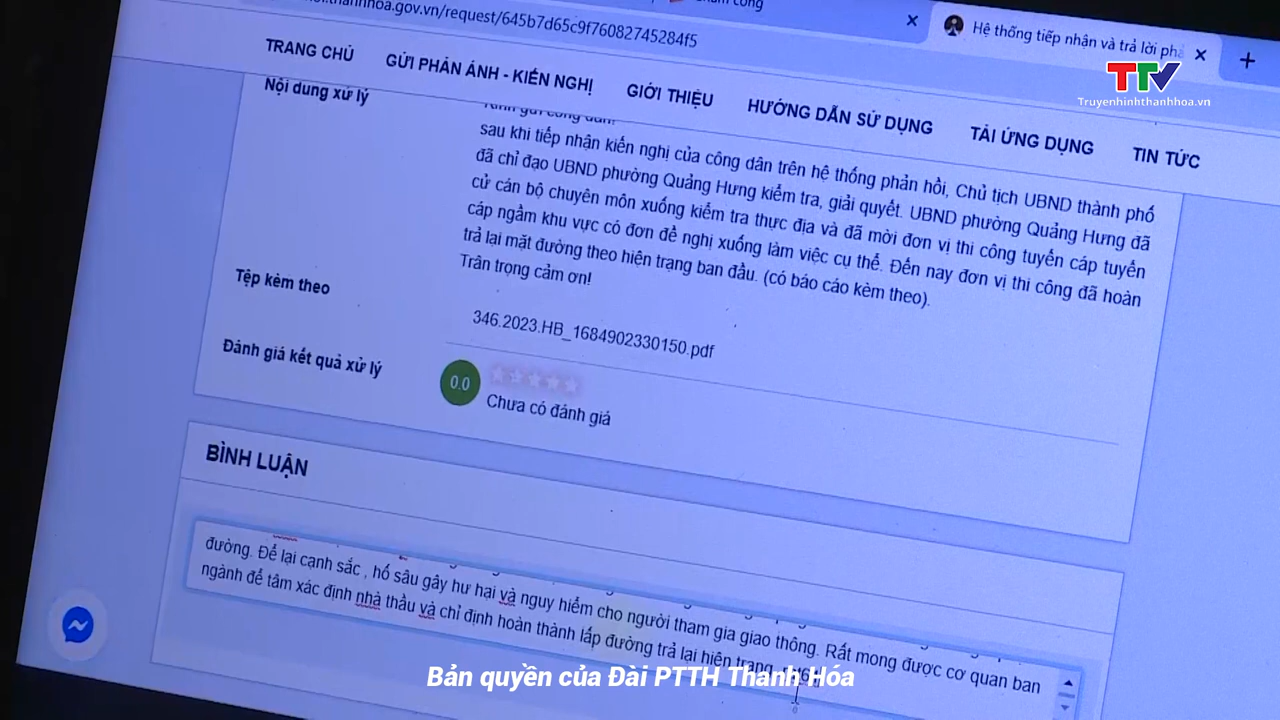 thanhhoa.gov.vn/request/645b7d65c9f76082745284f5
Hệ thống tiếp nhận và trả lời phả
TTV
Truyenhinhthanhhoa.vn
TRANG CHỦ GỬI PHẢN ÁNH - KIẾN NGHỊ GIỚI THIỆU HƯỚNG DẪN SỬ DỤNG TẢI ỨNG DỤNG TIN TỨC
Nội dung xử lý
sau khi tiếp nhận kiến nghị của công dân trên hệ thống phản hồi, Chủ tịch UBND thành phố
đã chỉ đạo UBND phường Quảng Hưng kiểm tra, giải quyết. UBND phường Quảng Hưng đã
cử cán bộ chuyên môn xuống kiểm tra thực địa và đã mời đơn vị thi công tuyến cáp tuyến
cáp ngầm khu vực có đơn đề nghị xuống làm việc cụ thể. Đến nay đơn vị thi công đã hoàn
trả lại mặt đường theo hiện trạng ban đầu. (có báo cáo kèm theo).
Trân trọng cảm ơn!
Tệp kèm theo
346.2023.HB_1684902330150.pdf
Đánh giá kết quả xử lý
0.0
Chưa có đánh giá
BÌNH LUẬN
đường. Để lại cạnh sắc , hố sâu gây hư hại và nguy hiểm cho người tham gia giao thông. Rất mong được cơ quan ban
ngành để tâm xác định nhà thầu và chỉ định hoàn thành lấp đường trả lại hiện trạng
Bản quyền của Đài PTTH Thanh Hóa